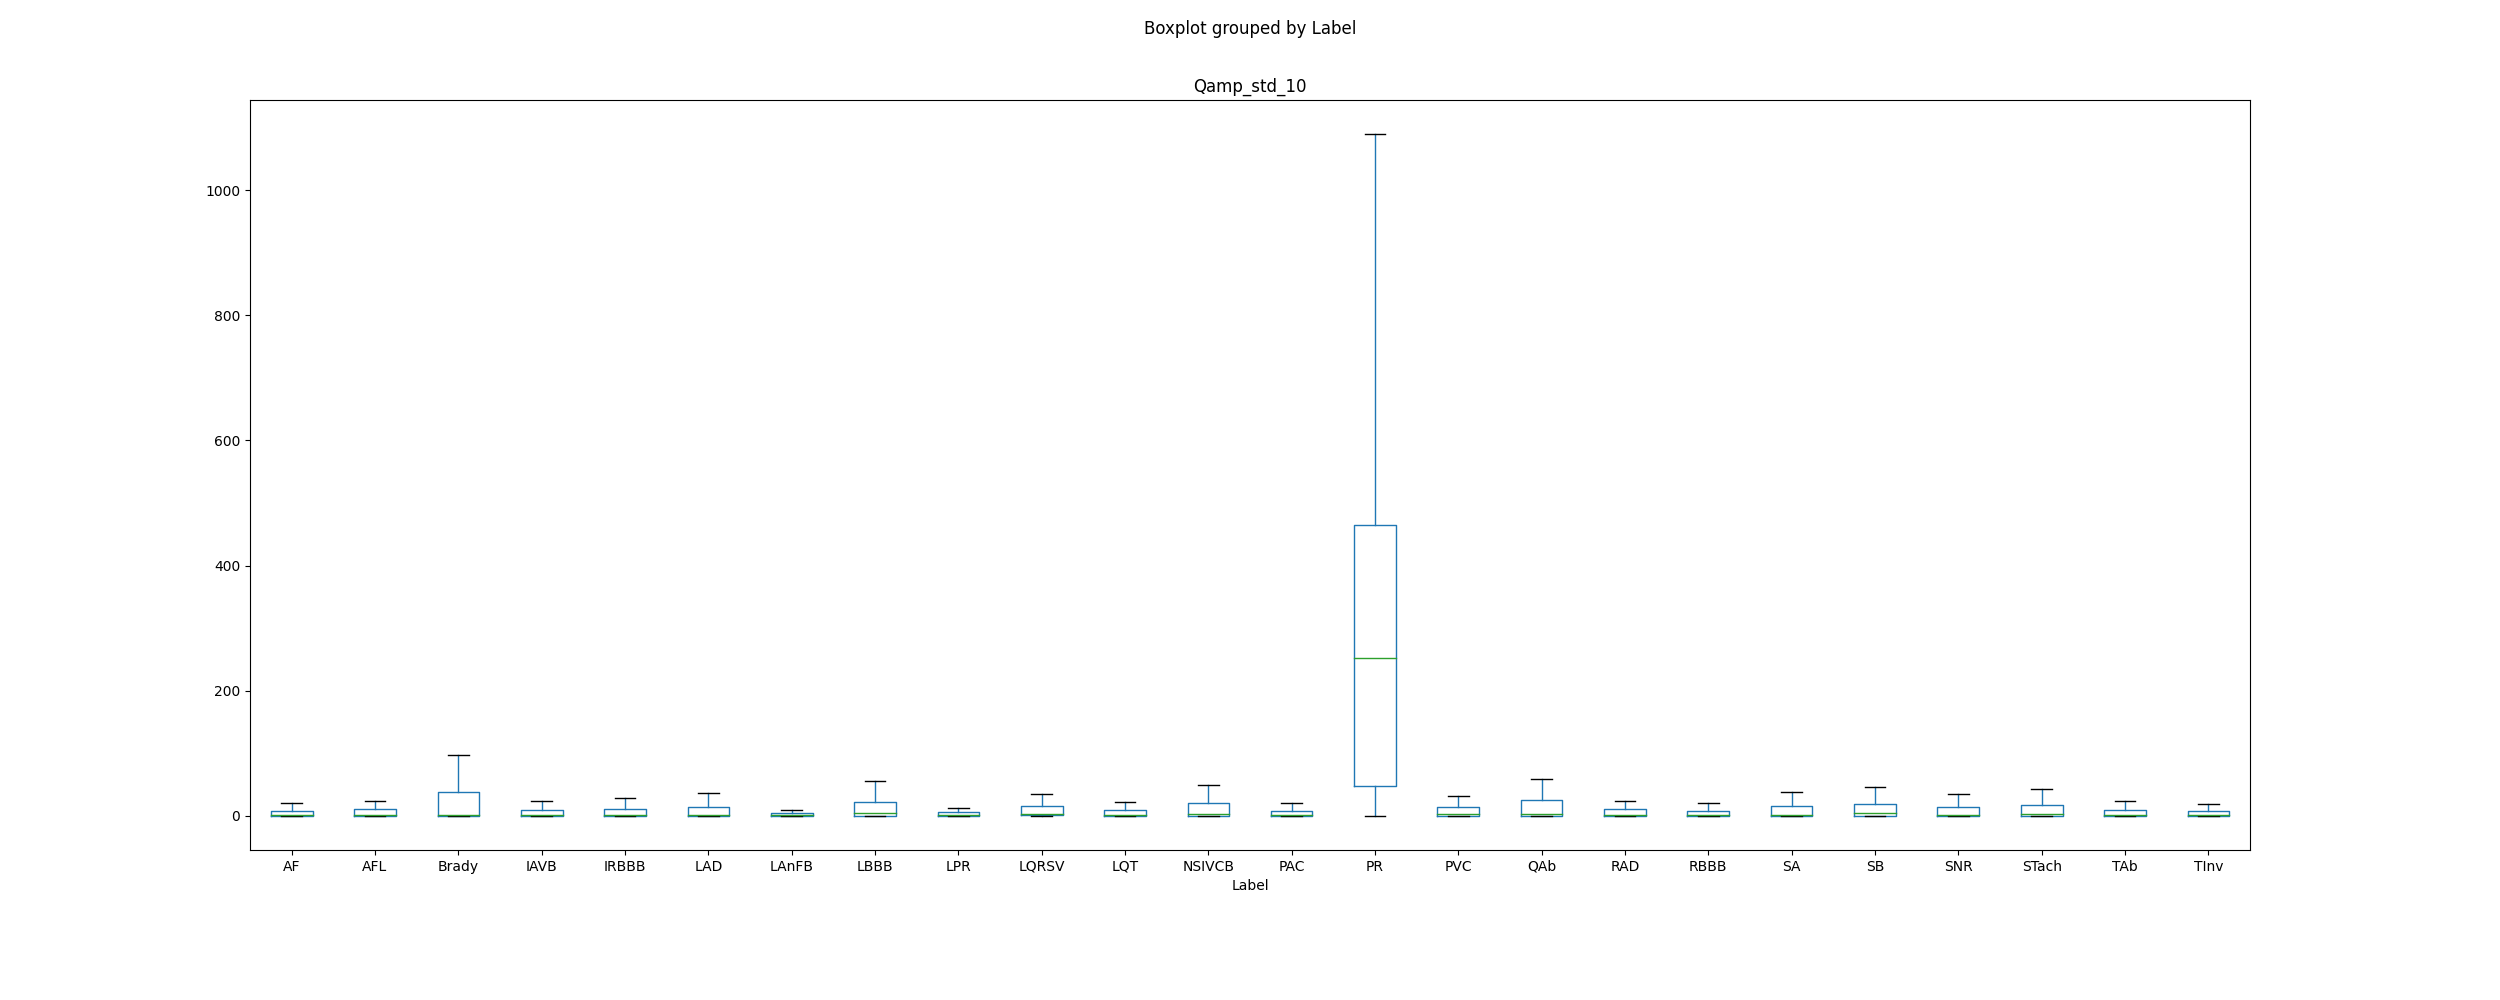 Boxplot grouped by Label
Qamp_std_10
1000
800
600
400
200
0
AF AFL Brady IAVB IRBBB LAD LAnFB LBBB LPR LQRSV LQT NSIVCB PAC PR PVC QAb RAD RBBB SA SB SNR STach TAb TInv
Label